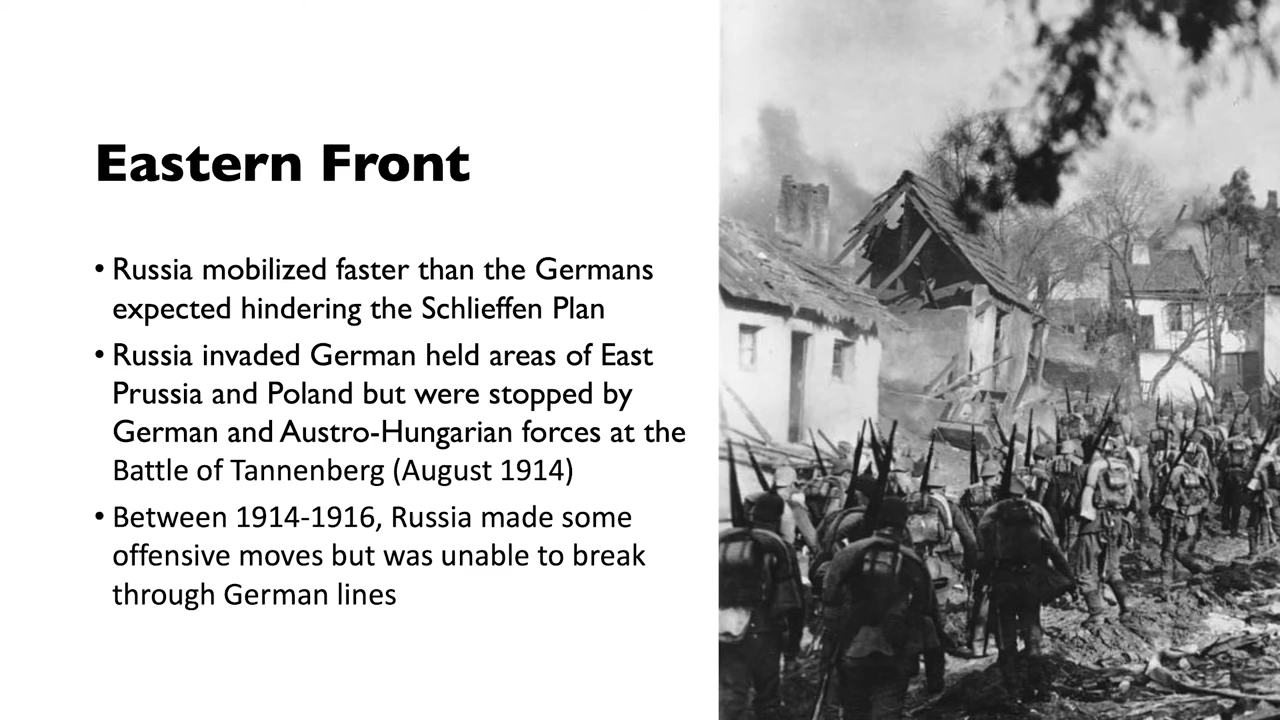 Eastern Front
• Russia mobilized faster than the Germans
expected hindering the Schlieffen Plan
• Russia invaded German held areas of East
Prussia and Poland but were stopped by
German and Austro-Hungarian forces at the
Battle of Tannenberg (August 1914)
• Between 1914-1916, Russia made some
offensive moves but was unable to break
through German lines